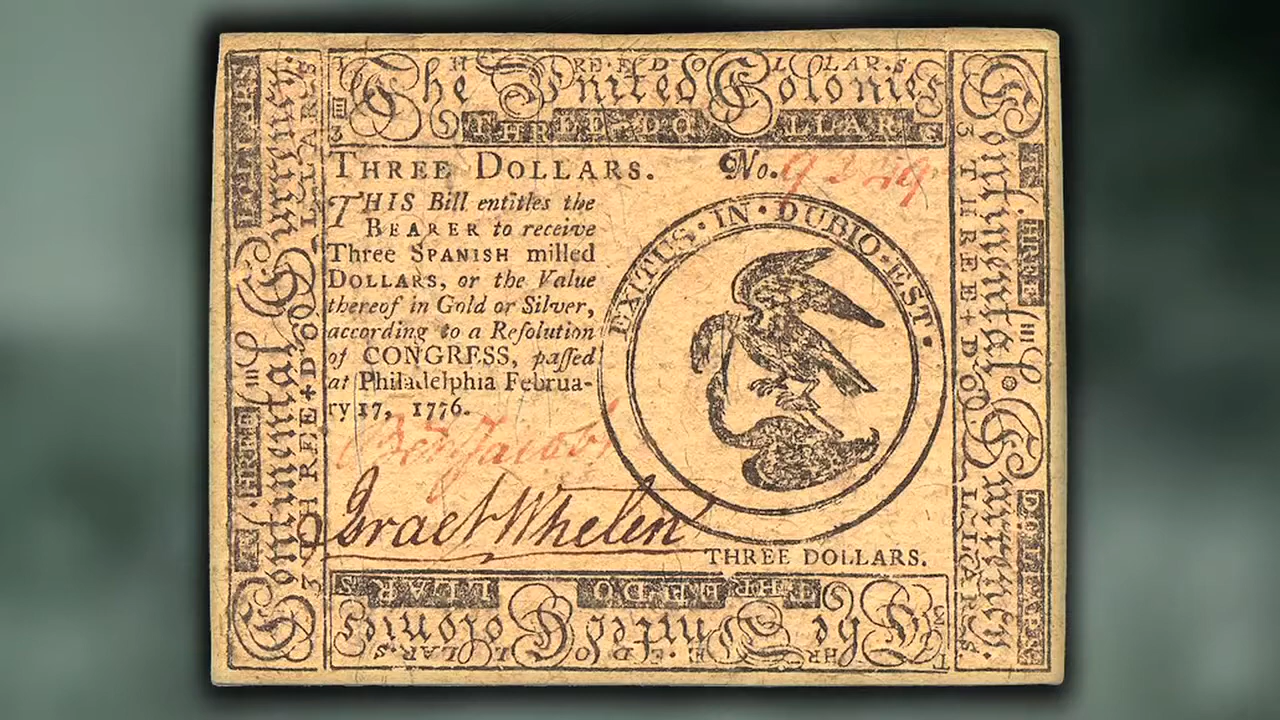 The United Colonies
THREE DOLLARS
THREE DOLLARS. No. 9349
THIS Bill entitles the
BEARER to receive
Three SPANISH milled
DOLLARS, or the Value
thereof in Gold or Silver,
according to a Reſolution
of CONGRESS, paſſed
at Philadelphia Februa-
ry 17, 1776.
EXITUS·IN·DUBIO·EST·
Israel Whelen
THREE DOLLARS.
The United Colonies
Continental Currency
Continental Currency